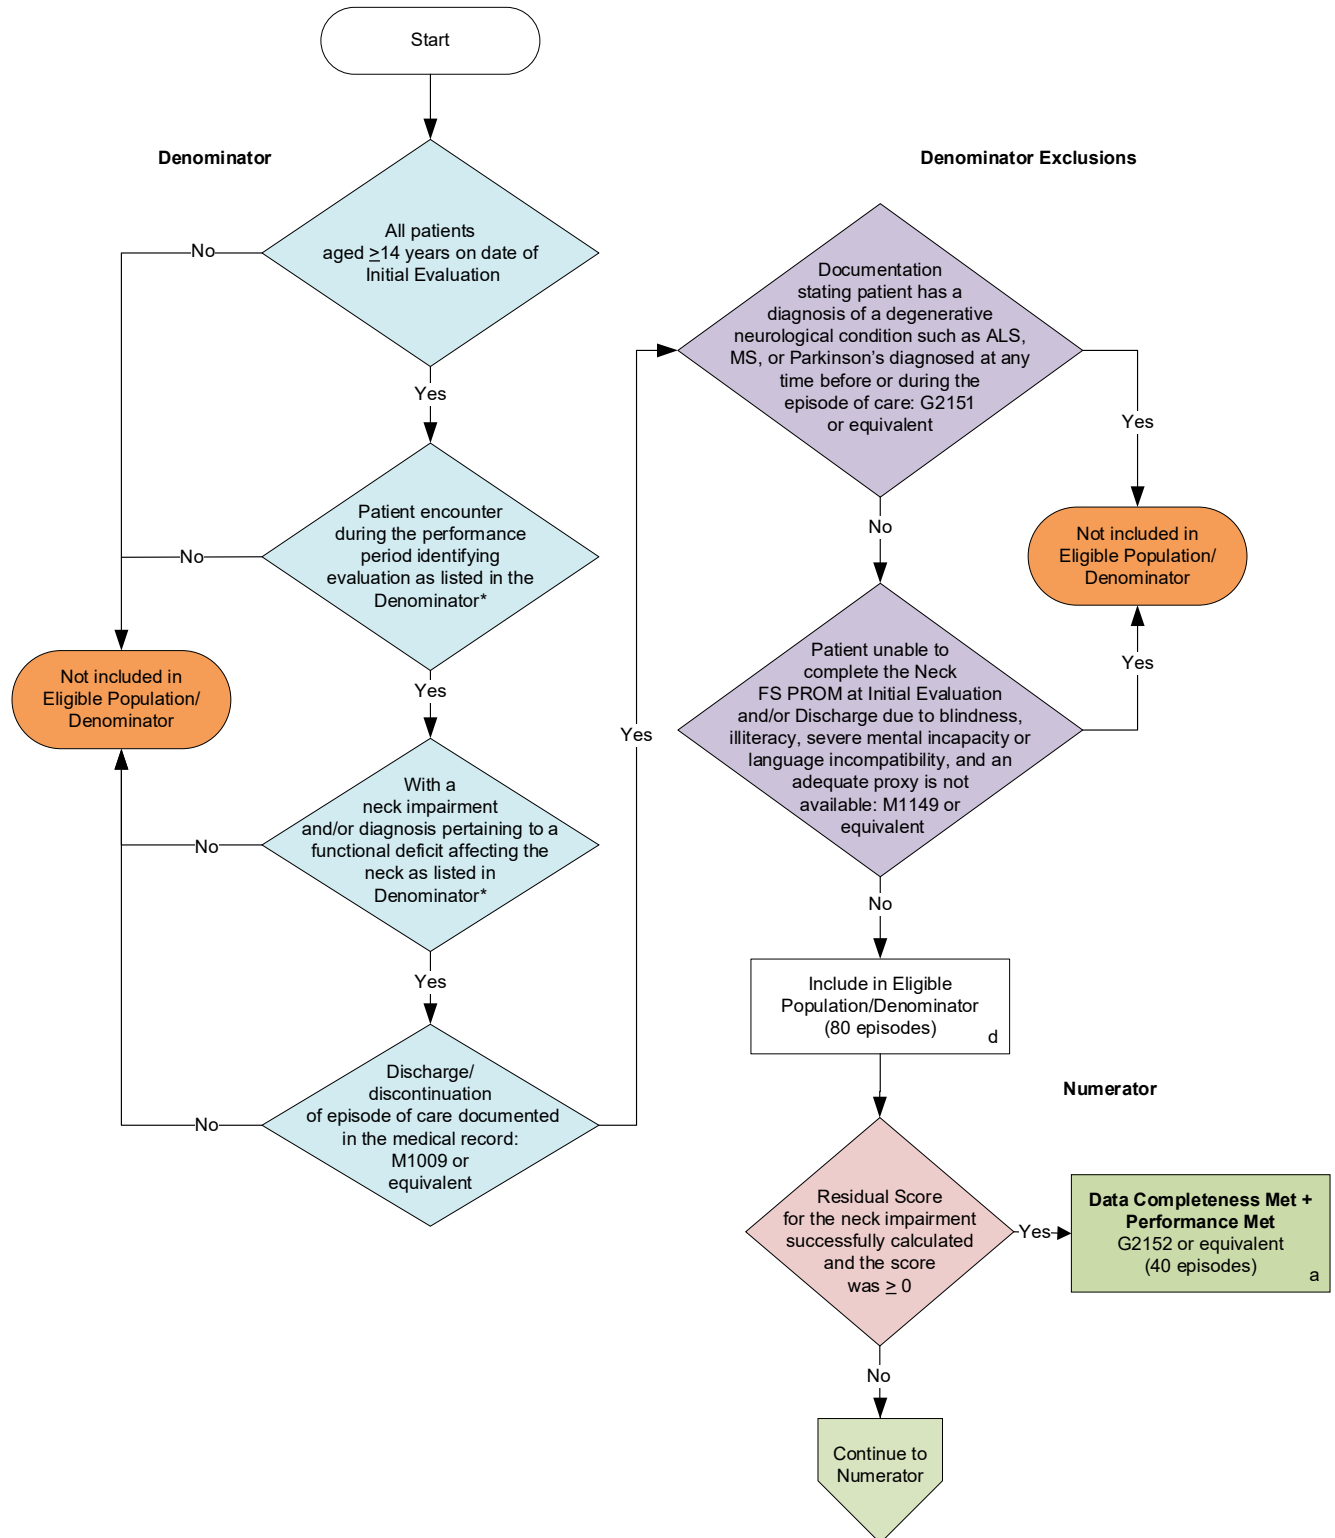 Start
Denominator
All patients
aged >14 years on date of
Initial Evaluation
No
Yes
Patient encounter
during the performance
period identifying
evaluation as listed in the
Denominator*
No
Yes
Not included in
Eligible Population/
Denominator
With a
neck impairment
and/or diagnosis pertaining to a
functional deficit affecting the
neck as listed in
Denominator*
No
Yes
Discharge/
discontinuation
of episode of care documented
in the medical record:
M1009 or
equivalent
No
Yes
Denominator Exclusions
Documentation
stating patient has a
diagnosis of a degenerative
neurological condition such as ALS,
MS, or Parkinson’s diagnosed at any
time before or during the
episode of care: G2151
or equivalent
Yes
No
Not included in
Eligible Population/
Denominator
Patient unable to
complete the Neck
FS PROM at Initial Evaluation
and/or Discharge due to blindness,
illiteracy, severe mental incapacity or
language incompatibility, and an
adequate proxy is not
available: M1149 or
equivalent
Yes
No
Include in Eligible
Population/Denominator
(80 episodes)
d
Numerator
Residual Score
for the neck impairment
successfully calculated
and the score
was > 0
Yes
Data Completeness Met +
Performance Met
G2152 or equivalent
(40 episodes)
a
No
Continue to
Numerator